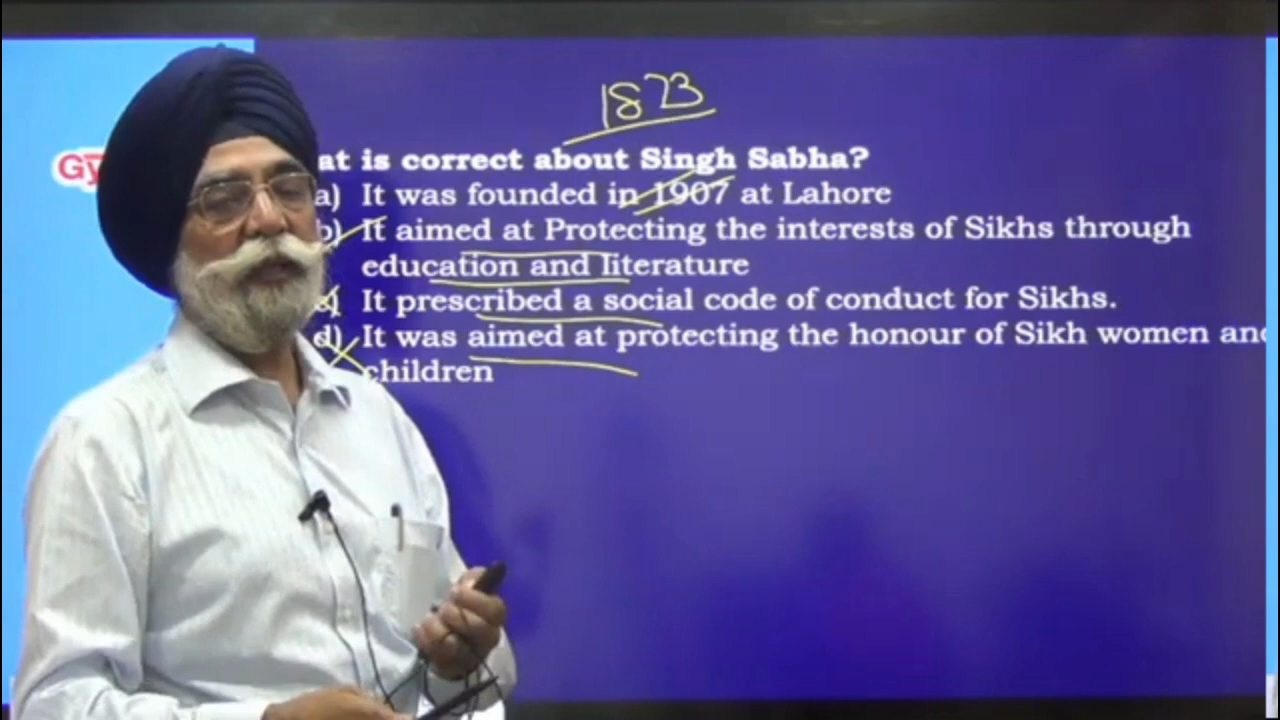 1873
Gy
at is correct about Singh Sabha?
a) It was founded in 1907 at Lahore
b) It aimed at Protecting the interests of Sikhs through
education and literature
c) It prescribed a social code of conduct for Sikhs.
d) It was aimed at protecting the honour of Sikh women and
children